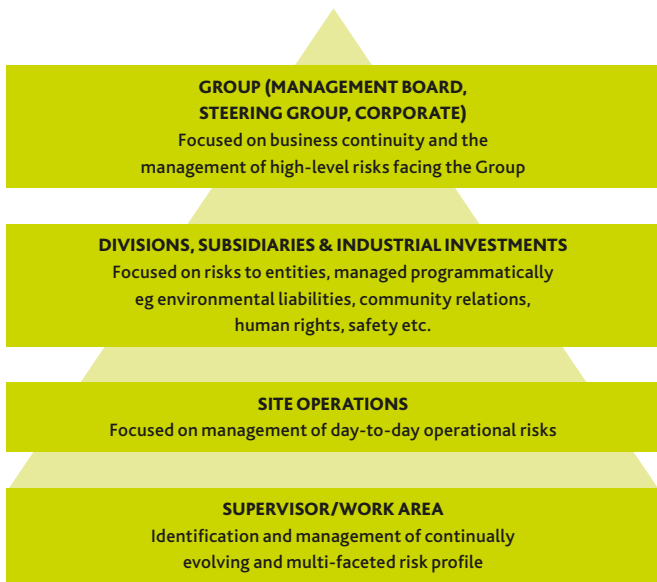 GROUP (MANAGEMENT BOARD,
STEERING GROUP, CORPORATE)
Focused on business continuity and the
management of high-level risks facing the Group
DIVISIONS, SUBSIDIARIES & INDUSTRIAL INVESTMENTS
Focused on risks to entities, managed programmatically
eg environmental liabilities, community relations,
human rights, safety etc.
SITE OPERATIONS
Focused on management of day-to-day operational risks
SUPERVISOR/WORK AREA
Identification and management of continually
evolving and multi-faceted risk profile